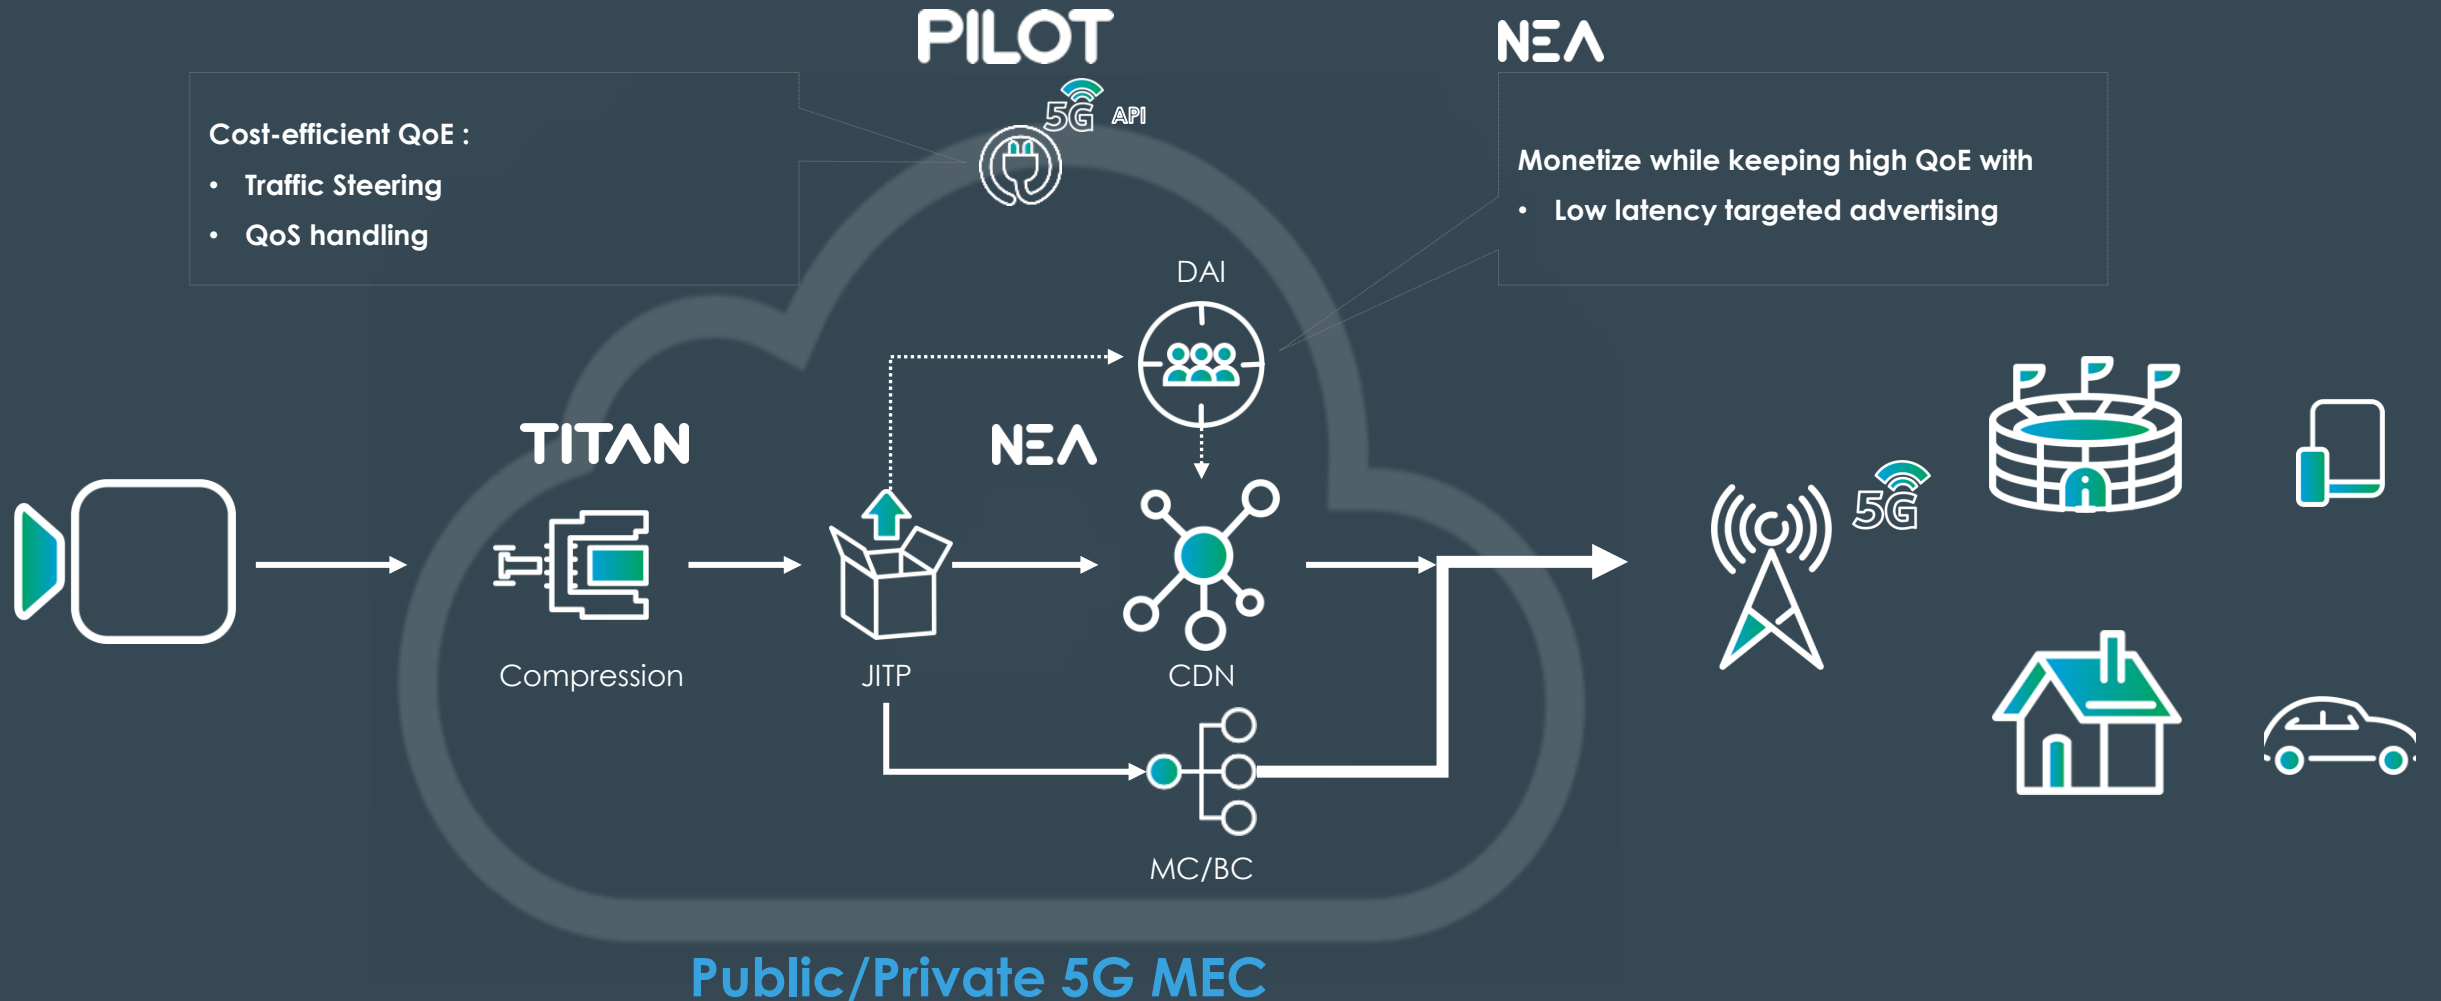 PILOT
NEA
5G API
Cost-efficient QoE :
• Traffic Steering
• QoS handling
Monetize while keeping high QoE with
• Low latency targeted advertising
DAI
TITAN
NEA
5G
Compression
JITP
CDN
MC/BC
Public/Private 5G MEC